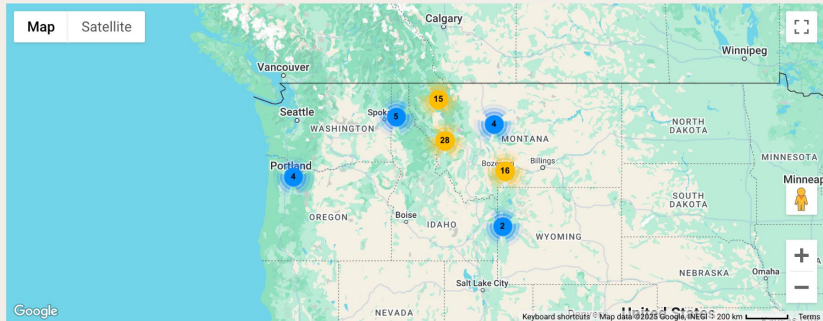 Map
Satellite
Calgary
Winnipeg
Vancouver
15
Seattle
Spok
5
4
NORTH
DAKOTA
WASHINGTON
28
MONTANA
MINNESOTA
Portland
4
Boz
16
Billings
Minneap
SOUTH
DAKOTA
OREGON
Boise
IDAHO
2
WYOMING
NEBRASKA
Omaha
Salt Lake City
NEVADA
United States
Google
Keyboard shortcuts
Map data ©2025 Google, INEGI
200 km
Terms